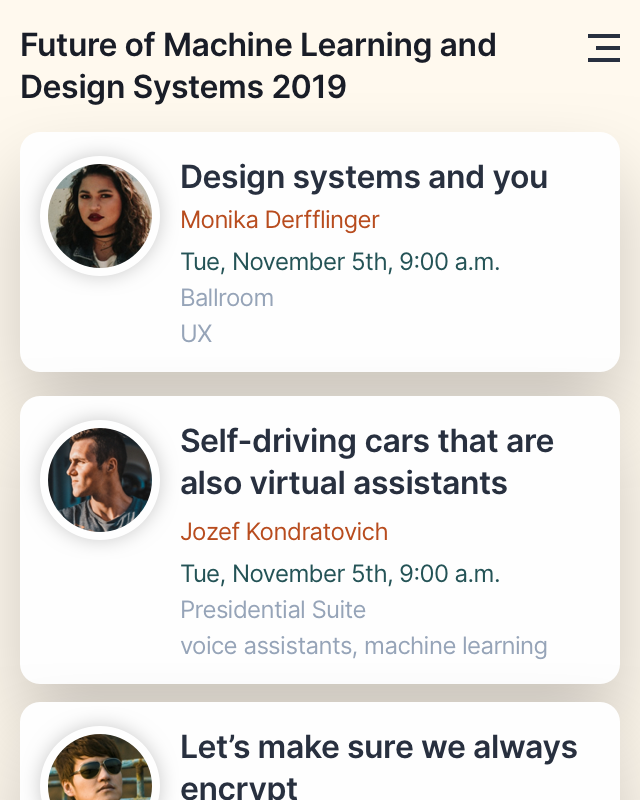 Future of Machine Learning and
Design Systems 2019
Design systems and you
Monika Derfflinger
Tue, November 5th, 9:00 a.m.
Ballroom
UX
Self-driving cars that are
also virtual assistants
Jozef Kondratovich
Tue, November 5th, 9:00 a.m.
Presidential Suite
voice assistants, machine learning
Let’s make sure we always
encrypt